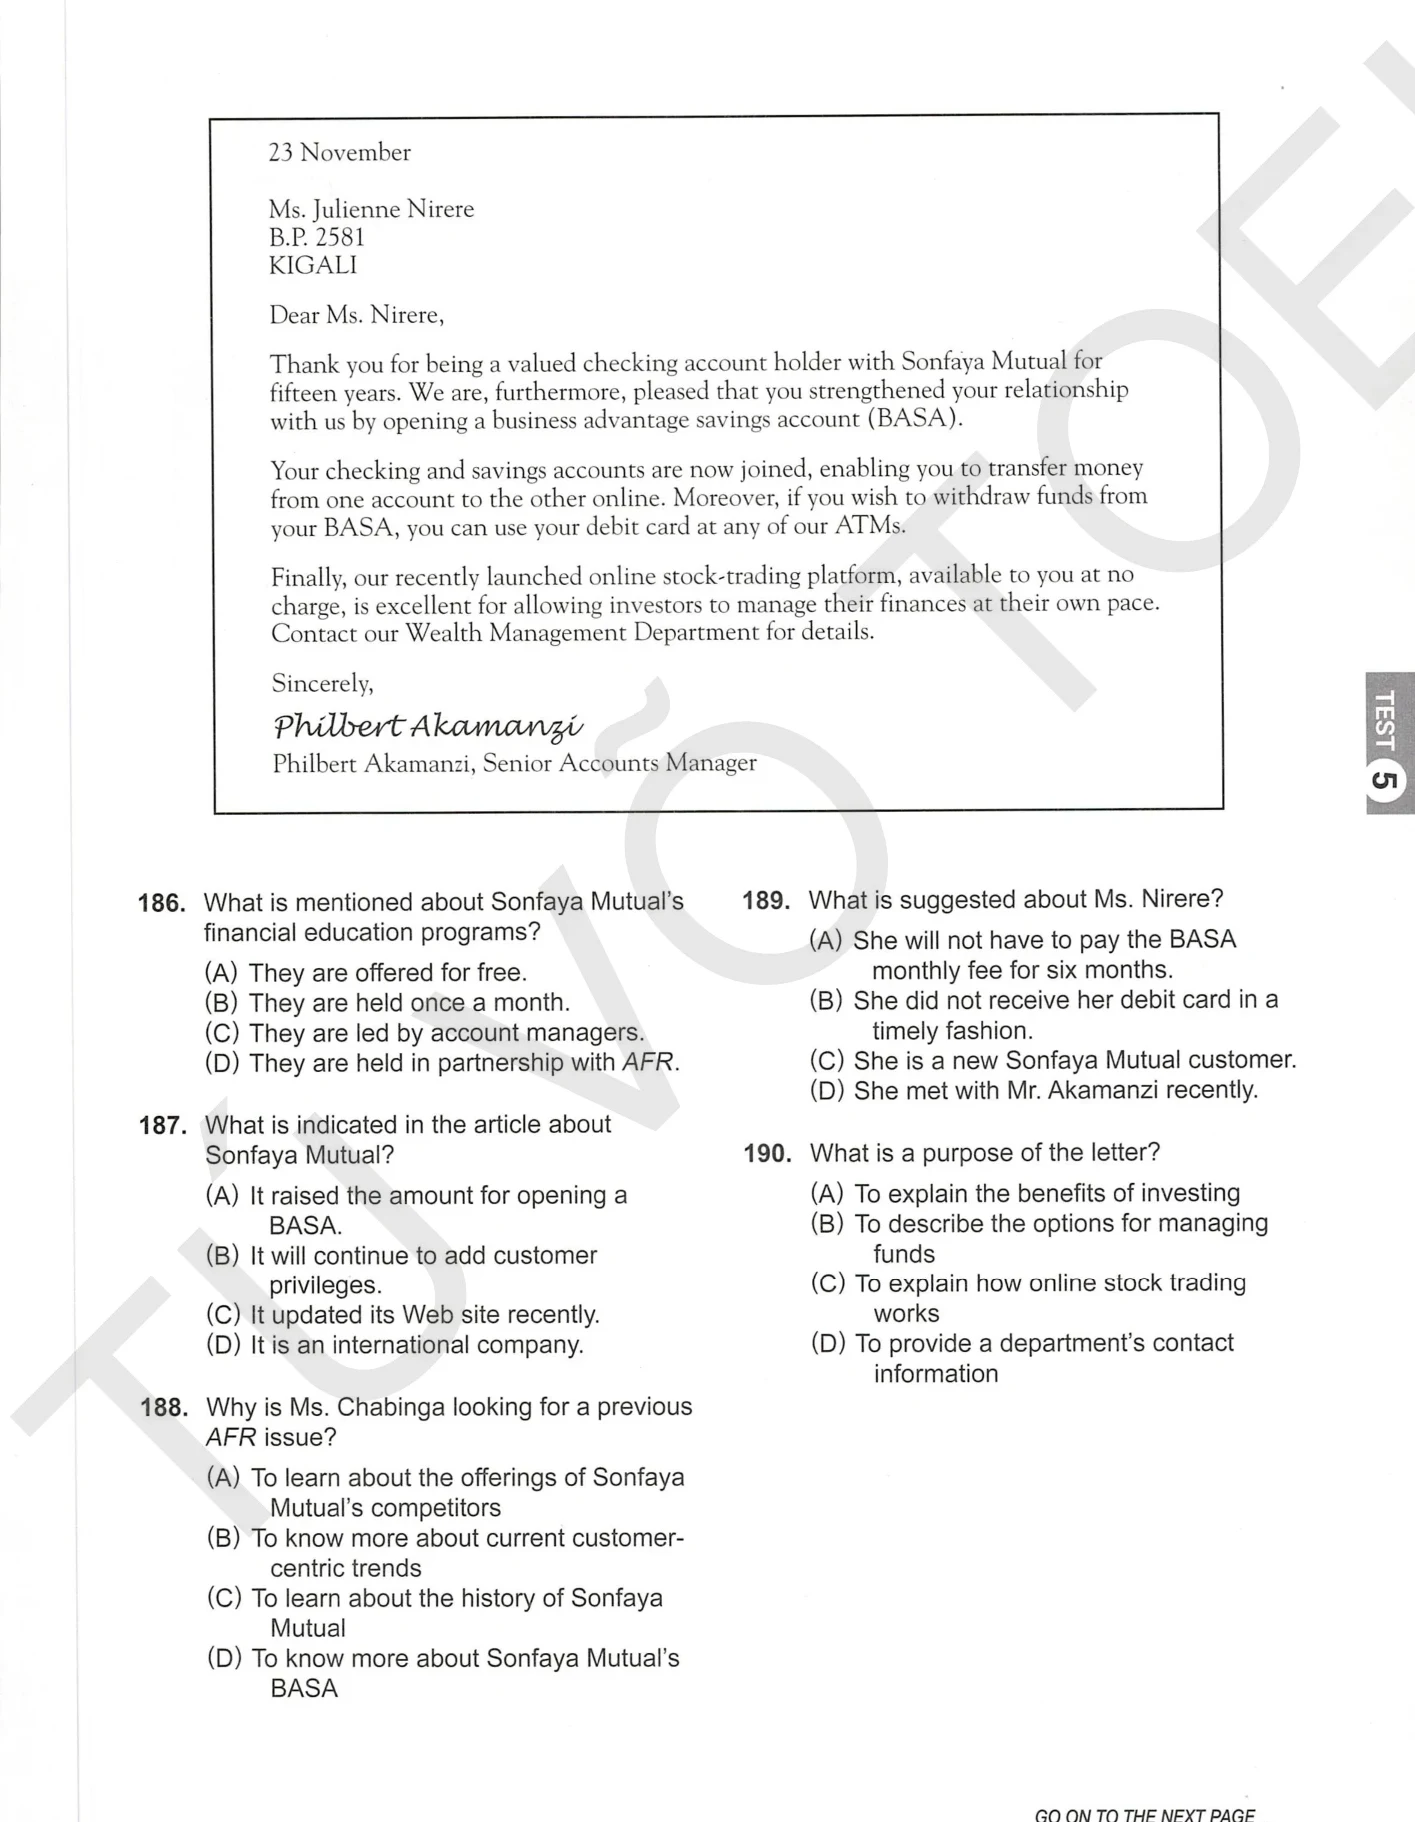 23 November
Ms. Julienne Nirere
B.P. 2581
KIGALI
Dear Ms. Nirere,
Thank you for being a valued checking account holder with Sonfaya Mutual for
fifteen years. We are, furthermore, pleased that you strengthened your relationship
with us by opening a business advantage savings account (BASA).
Your checking and savings accounts are now joined, enabling you to transfer money
from one account to the other online. Moreover, if you wish to withdraw funds from
your BASA, you can use your debit card at any of our ATMs.
Finally, our recently launched online stock-trading platform, available to you at no
charge, is excellent for allowing investors to manage their finances at their own pace.
Contact our Wealth Management Department for details.
Sincerely,
Philbert Akamanzi
Philbert Akamanzi, Senior Accounts Manager
TEST 5
186. What is mentioned about Sonfaya Mutual's
financial education programs?
(A) They are offered for free.
(B) They are held once a month.
(C) They are led by account managers.
(D) They are held in partnership with AFR.
187. What is indicated in the article about
Sonfaya Mutual?
(A) It raised the amount for opening a
BASA.
(B) It will continue to add customer
privileges.
(C) It updated its Web site recently.
(D) It is an international company.
188. Why is Ms. Chabinga looking for a previous
AFR issue?
(A) To learn about the offerings of Sonfaya
Mutual's competitors
(B) To know more about current customer-
centric trends
(C) To learn about the history of Sonfaya
Mutual
(D) To know more about Sonfaya Mutual's
BASA
189. What is suggested about Ms. Nirere?
(A) She will not have to pay the BASA
monthly fee for six months.
(B) She did not receive her debit card in a
timely fashion.
(C) She is a new Sonfaya Mutual customer.
(D) She met with Mr. Akamanzi recently.
190. What is a purpose of the letter?
(A) To explain the benefits of investing
(B) To describe the options for managing
funds
(C) To explain how online stock trading
works
(D) To provide a department's contact
information
GO ON TO THE NEXT PAGE
TÚ VÕ TOE